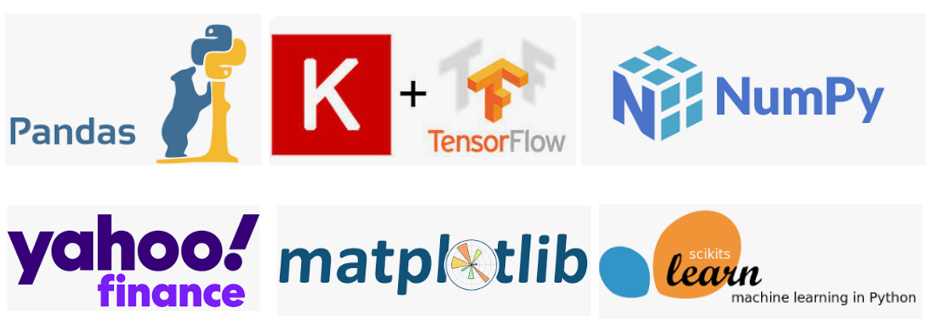 Pandas
K
+
TensorFlow
NumPy
yahoo!
finance
matplotlib
scikits
learn
machine learning in Python